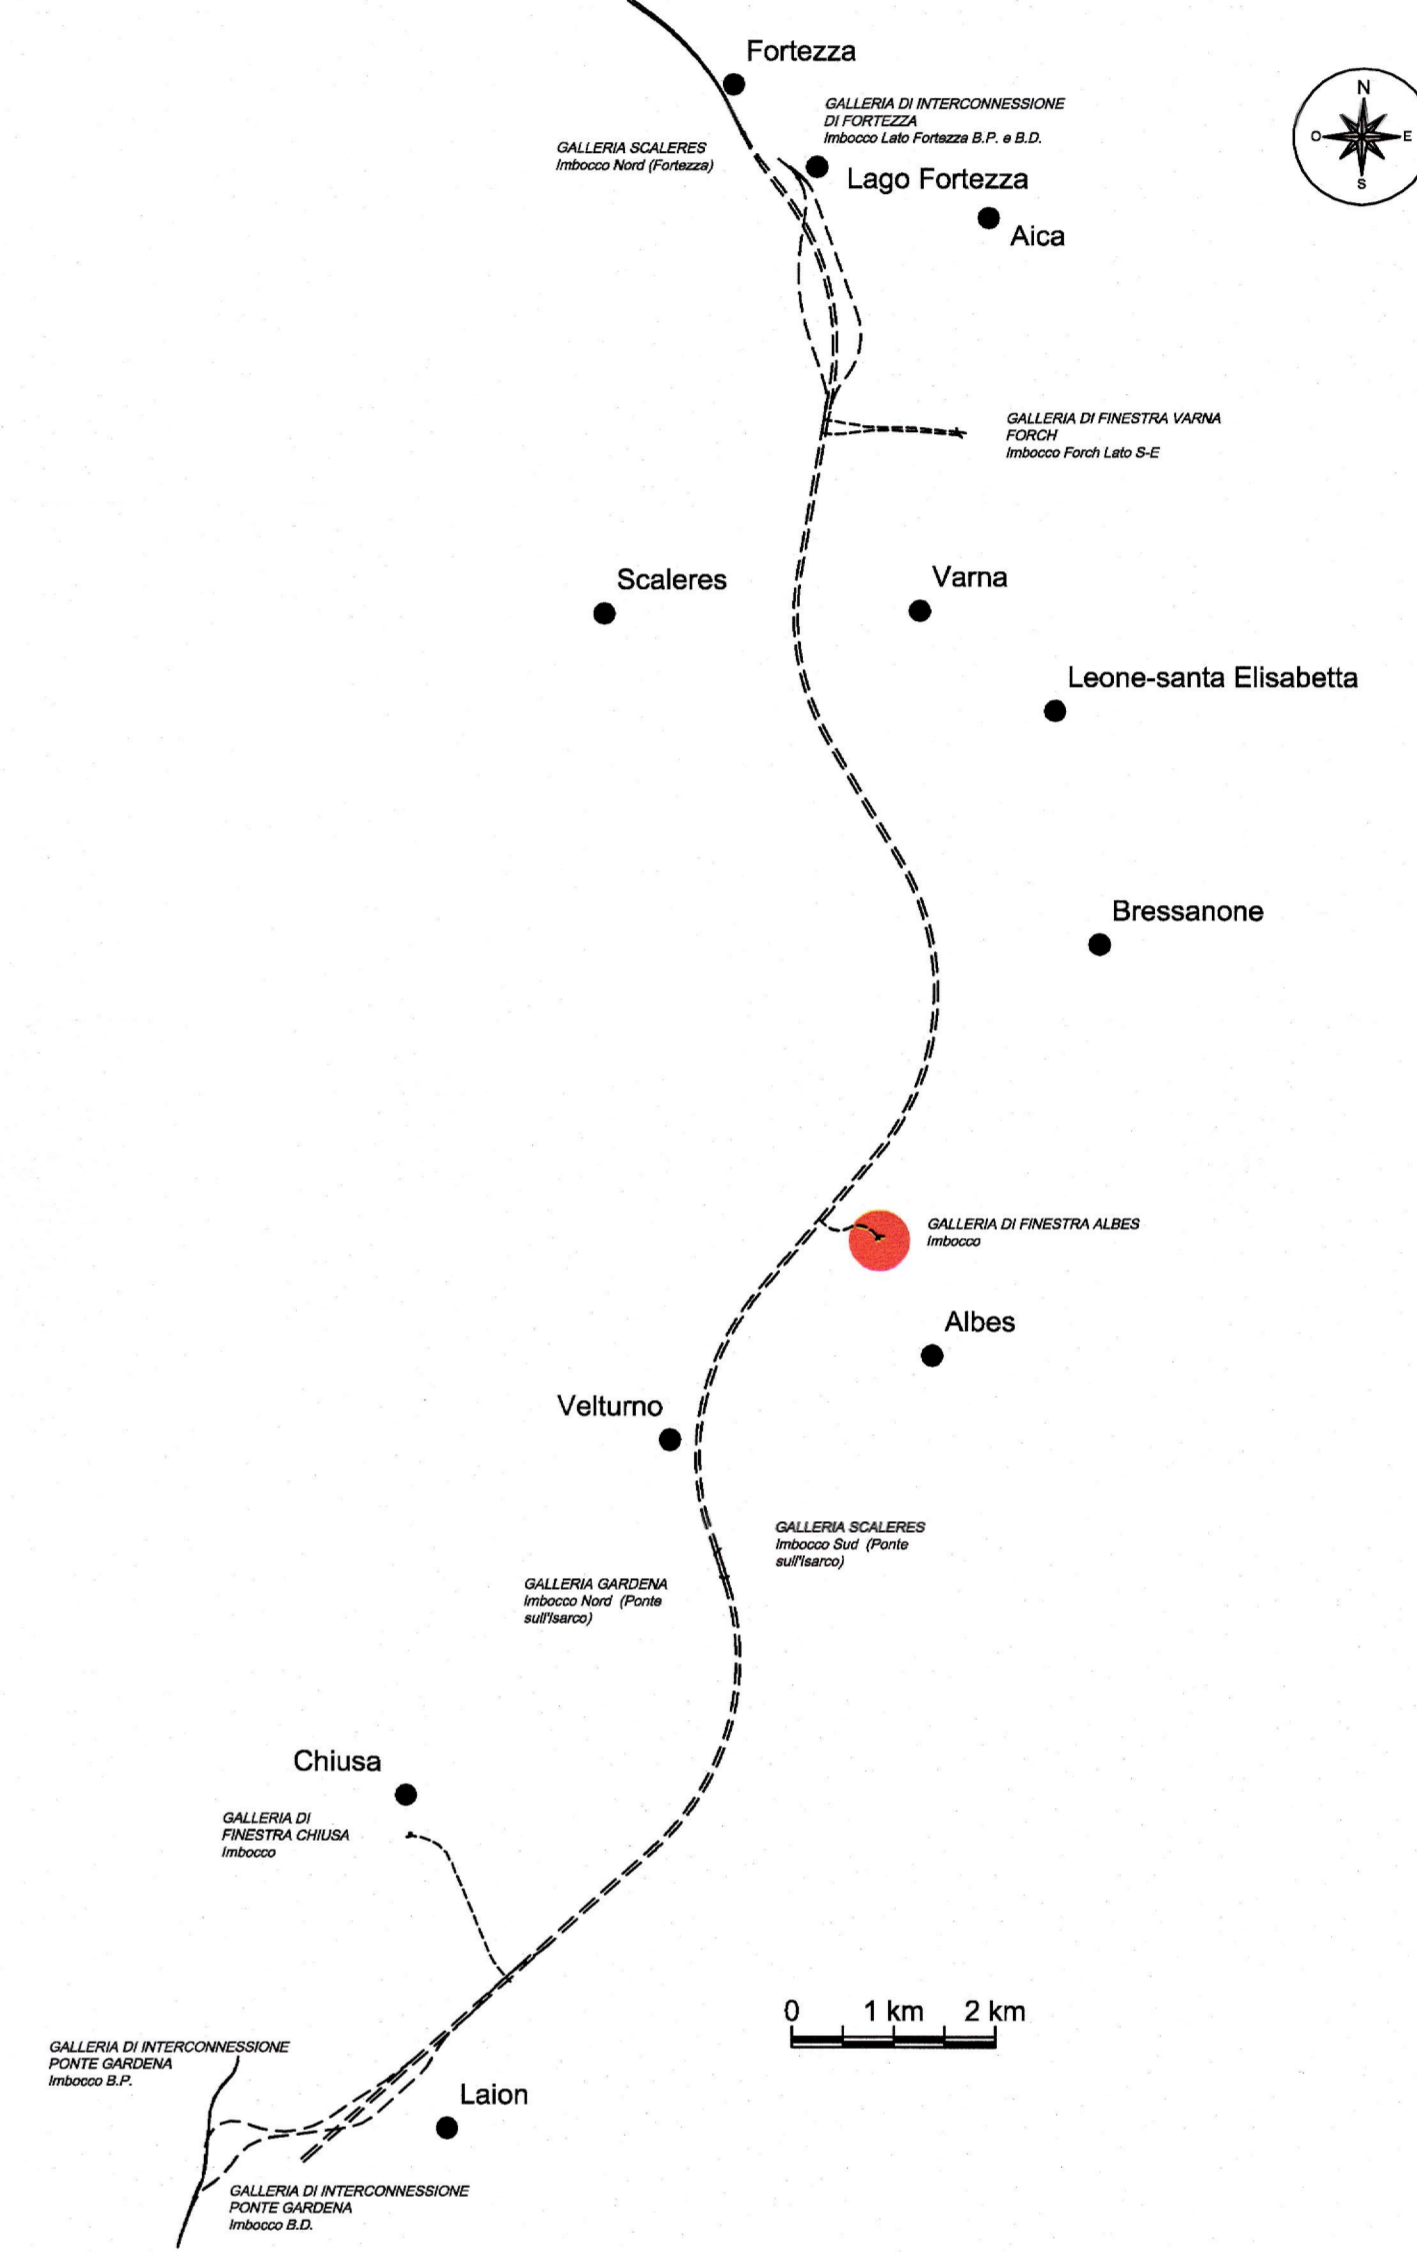 Fortezza
GALLERIA DI INTERCONNESSIONE
DI FORTEZZA
Imbocco Lato Fortezza B.P. e B.D.
N
O
E
S
GALLERIA SCALERES
Imbocco Nord (Fortezza)
Lago Fortezza
Aica
GALLERIA DI FINESTRA VARNA
FORCH
Imbocco Forch Lato S-E
Scaleres
Varna
Leone-santa Elisabetta
Bressanone
GALLERIA DI FINESTRA ALBES
Imbocco
Albes
Velturno
GALLERIA SCALERES
Imbocco Sud (Ponte
sull'Isarco)
GALLERIA GARDENA
Imbocco Nord (Ponte
sull'Isarco)
Chiusa
GALLERIA DI
FINESTRA CHIUSA
Imbocco
0 1 km 2 km
GALLERIA DI INTERCONNESSIONE
PONTE GARDENA
Imbocco B.P.
Laion
GALLERIA DI INTERCONNESSIONE
PONTE GARDENA
Imbocco B.D.